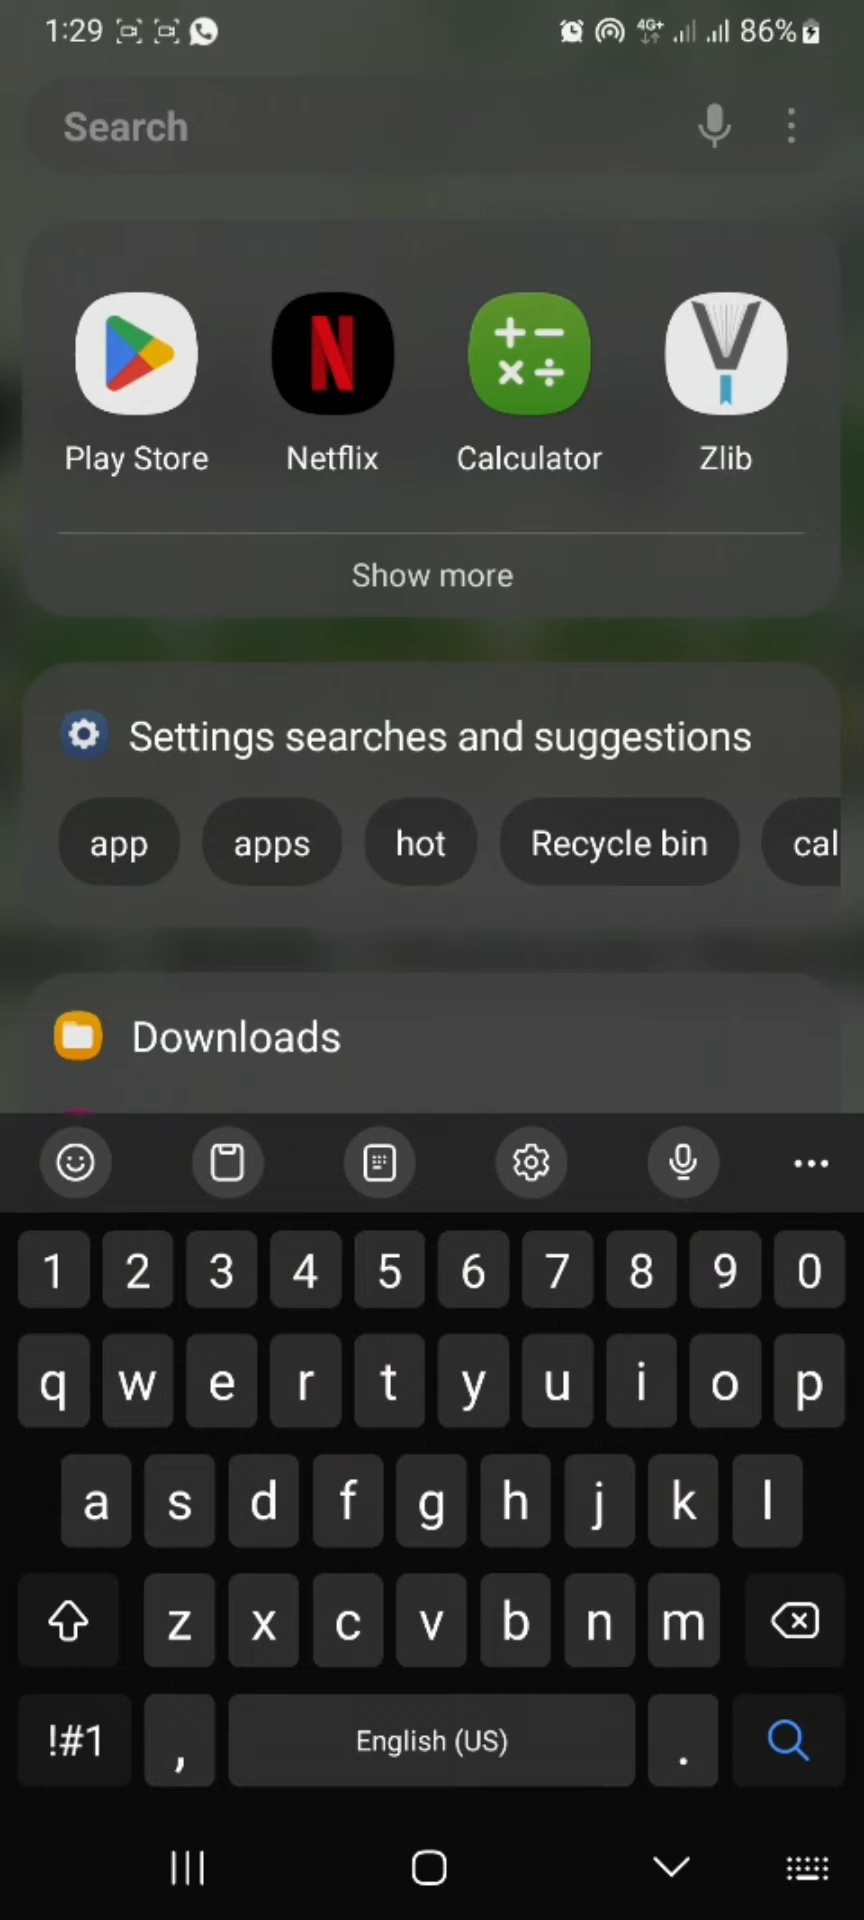 1:29 4G+ 86%
Search
Play Store Netflix Calculator Zlib
Show more
Settings searches and suggestions
app apps hot Recycle bin cal
Downloads
1 2 3 4 5 6 7 8 9 0
q w e r t y u i o p
a s d f g h j k l
z x c v b n m
!#1 , English (US) .